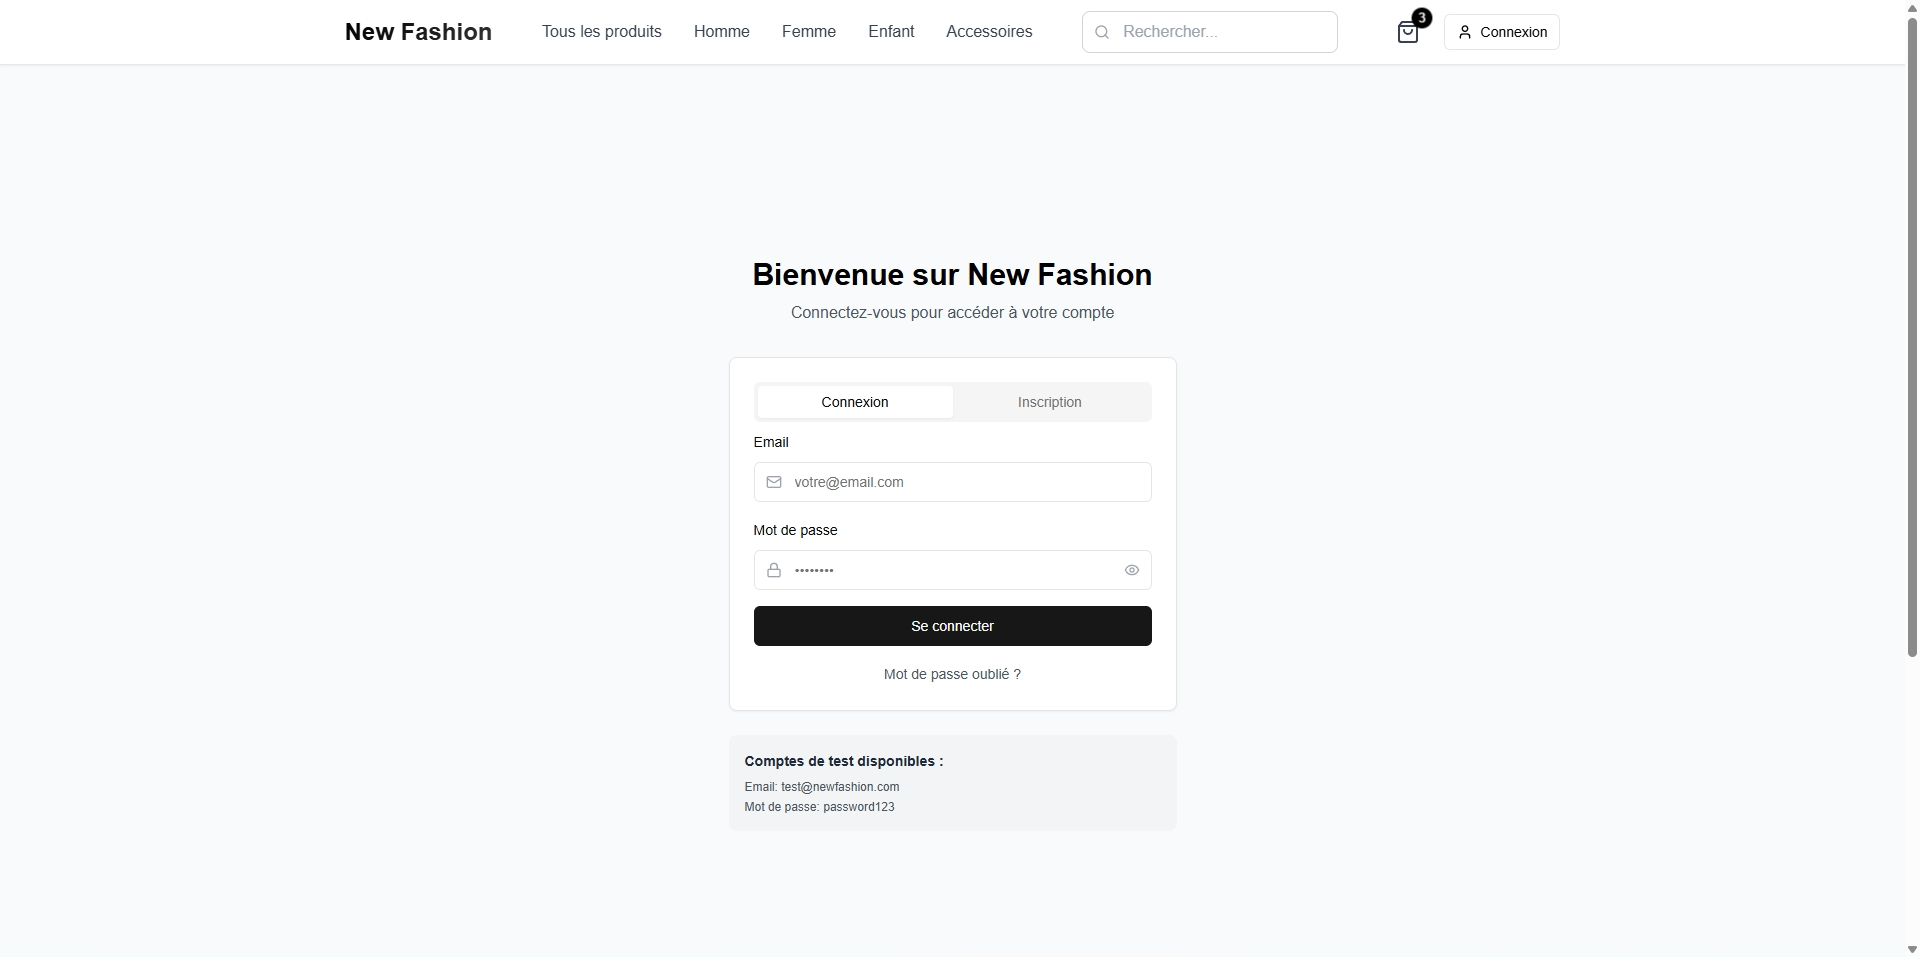 New Fashion
Tous les produits
Homme
Femme
Enfant
Accessoires
Rechercher...
3
Connexion
Bienvenue sur New Fashion
Connectez-vous pour accéder à votre compte
Connexion
Inscription
Email
votre@email.com
Mot de passe
••••••••
Se connecter
Mot de passe oublié ?
Comptes de test disponibles :
Email: test@newfashion.com
Mot de passe: password123